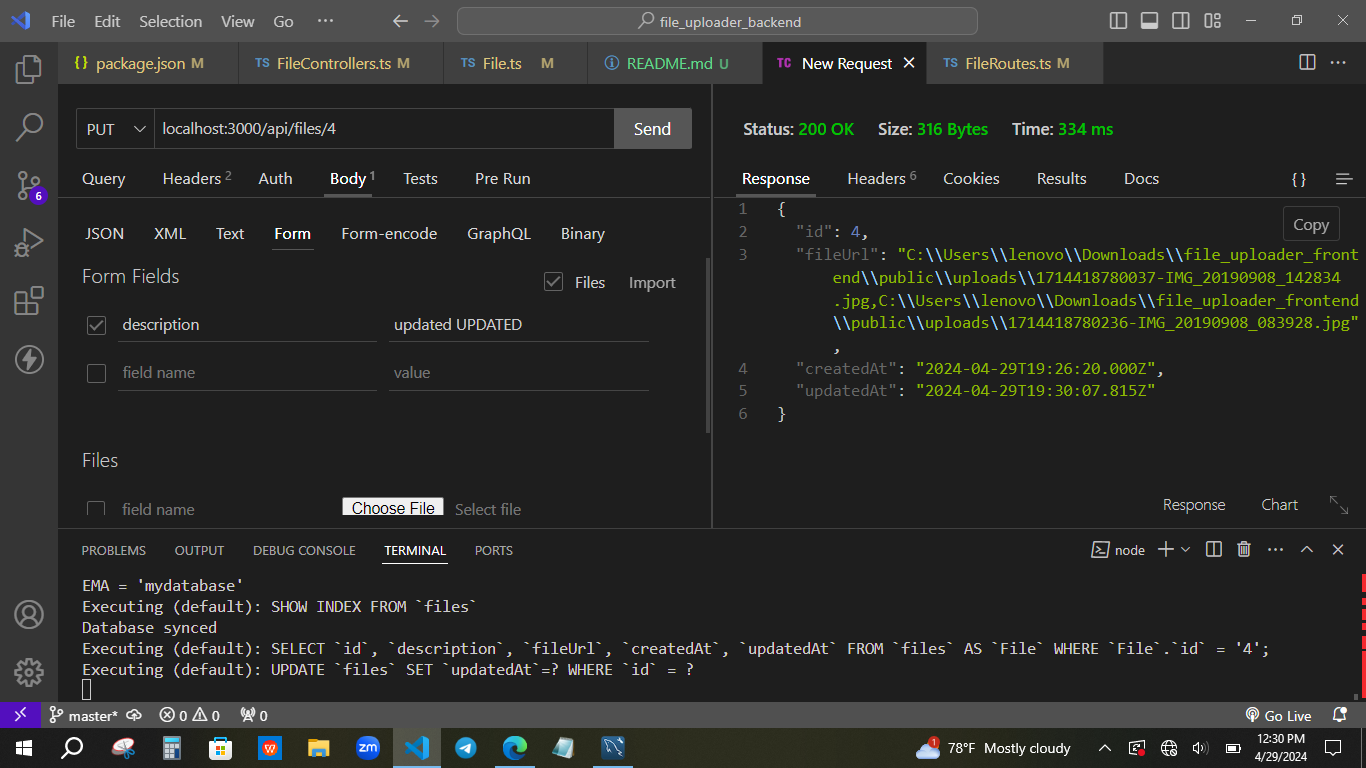 File Edit Selection View Go ··· file_uploader_backend
{} package.json M TS FileControllers.ts M TS File.ts M README.md U TC New Request TS FileRoutes.ts M
PUT localhost:3000/api/files/4 Send
Query Headers 2 Auth Body 1 Tests Pre Run
JSON XML Text Form Form-encode GraphQL Binary
Form Fields Files Import
description updated UPDATED
field name value
Files
field name Choose File Select file
Status: 200 OK Size: 316 Bytes Time: 334 ms
Response Headers 6 Cookies Results Docs {}
1 {
Copy
2 "id": 4,
3 "fileUrl": "C:\\Users\\lenovo\\Downloads\\file_uploader_front
end\\public\\uploads\\1714418780037-IMG_20190908_142834
.jpg,C:\\Users\\lenovo\\Downloads\\file_uploader_frontend
\\public\\uploads\\1714418780236-IMG_20190908_083928.jpg"
,
4 "createdAt": "2024-04-29T19:26:20.000Z",
5 "updatedAt": "2024-04-29T19:30:07.815Z"
6 }
Response Chart
PROBLEMS OUTPUT DEBUG CONSOLE TERMINAL PORTS node
EMA = 'mydatabase'
Executing (default): SHOW INDEX FROM `files`
Database synced
Executing (default): SELECT `id`, `description`, `fileUrl`, `createdAt`, `updatedAt` FROM `files` AS `File` WHERE `File`.`id` = '4';
Executing (default): UPDATE `files` SET `updatedAt`=? WHERE `id` = ?
6
master* 0 0 0 Go Live
W zm 1 78°F Mostly cloudy 12:30 PM
4/29/2024